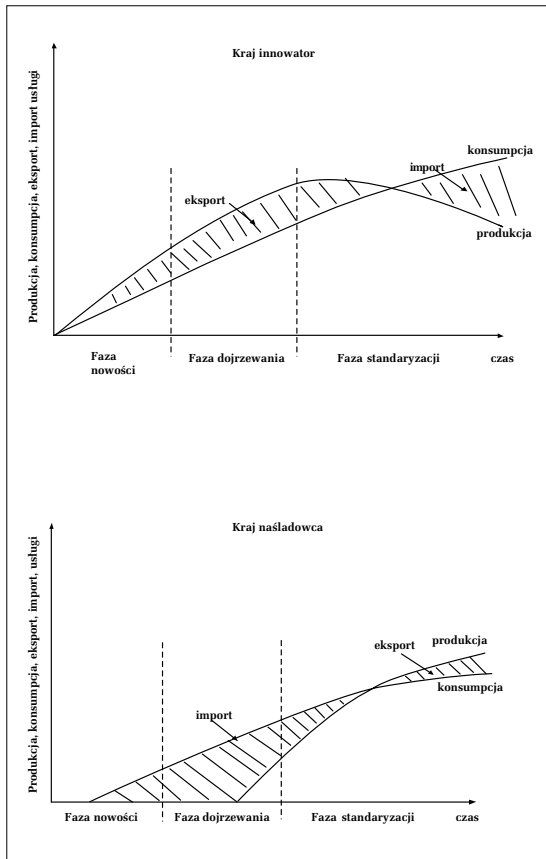 Kraj innowator
Produkcja, konsumpcja, eksport, import usługi
konsumpcja
import
eksport
produkcja
Faza
nowości
Faza dojrzewania
Faza standaryzacji
czas
Kraj naśladowca
Produkcja, konsumpcja, eksport, import, usługi
eksport
produkcja
konsumpcja
import
Faza nowości
Faza dojrzewania
Faza standaryzacji
czas